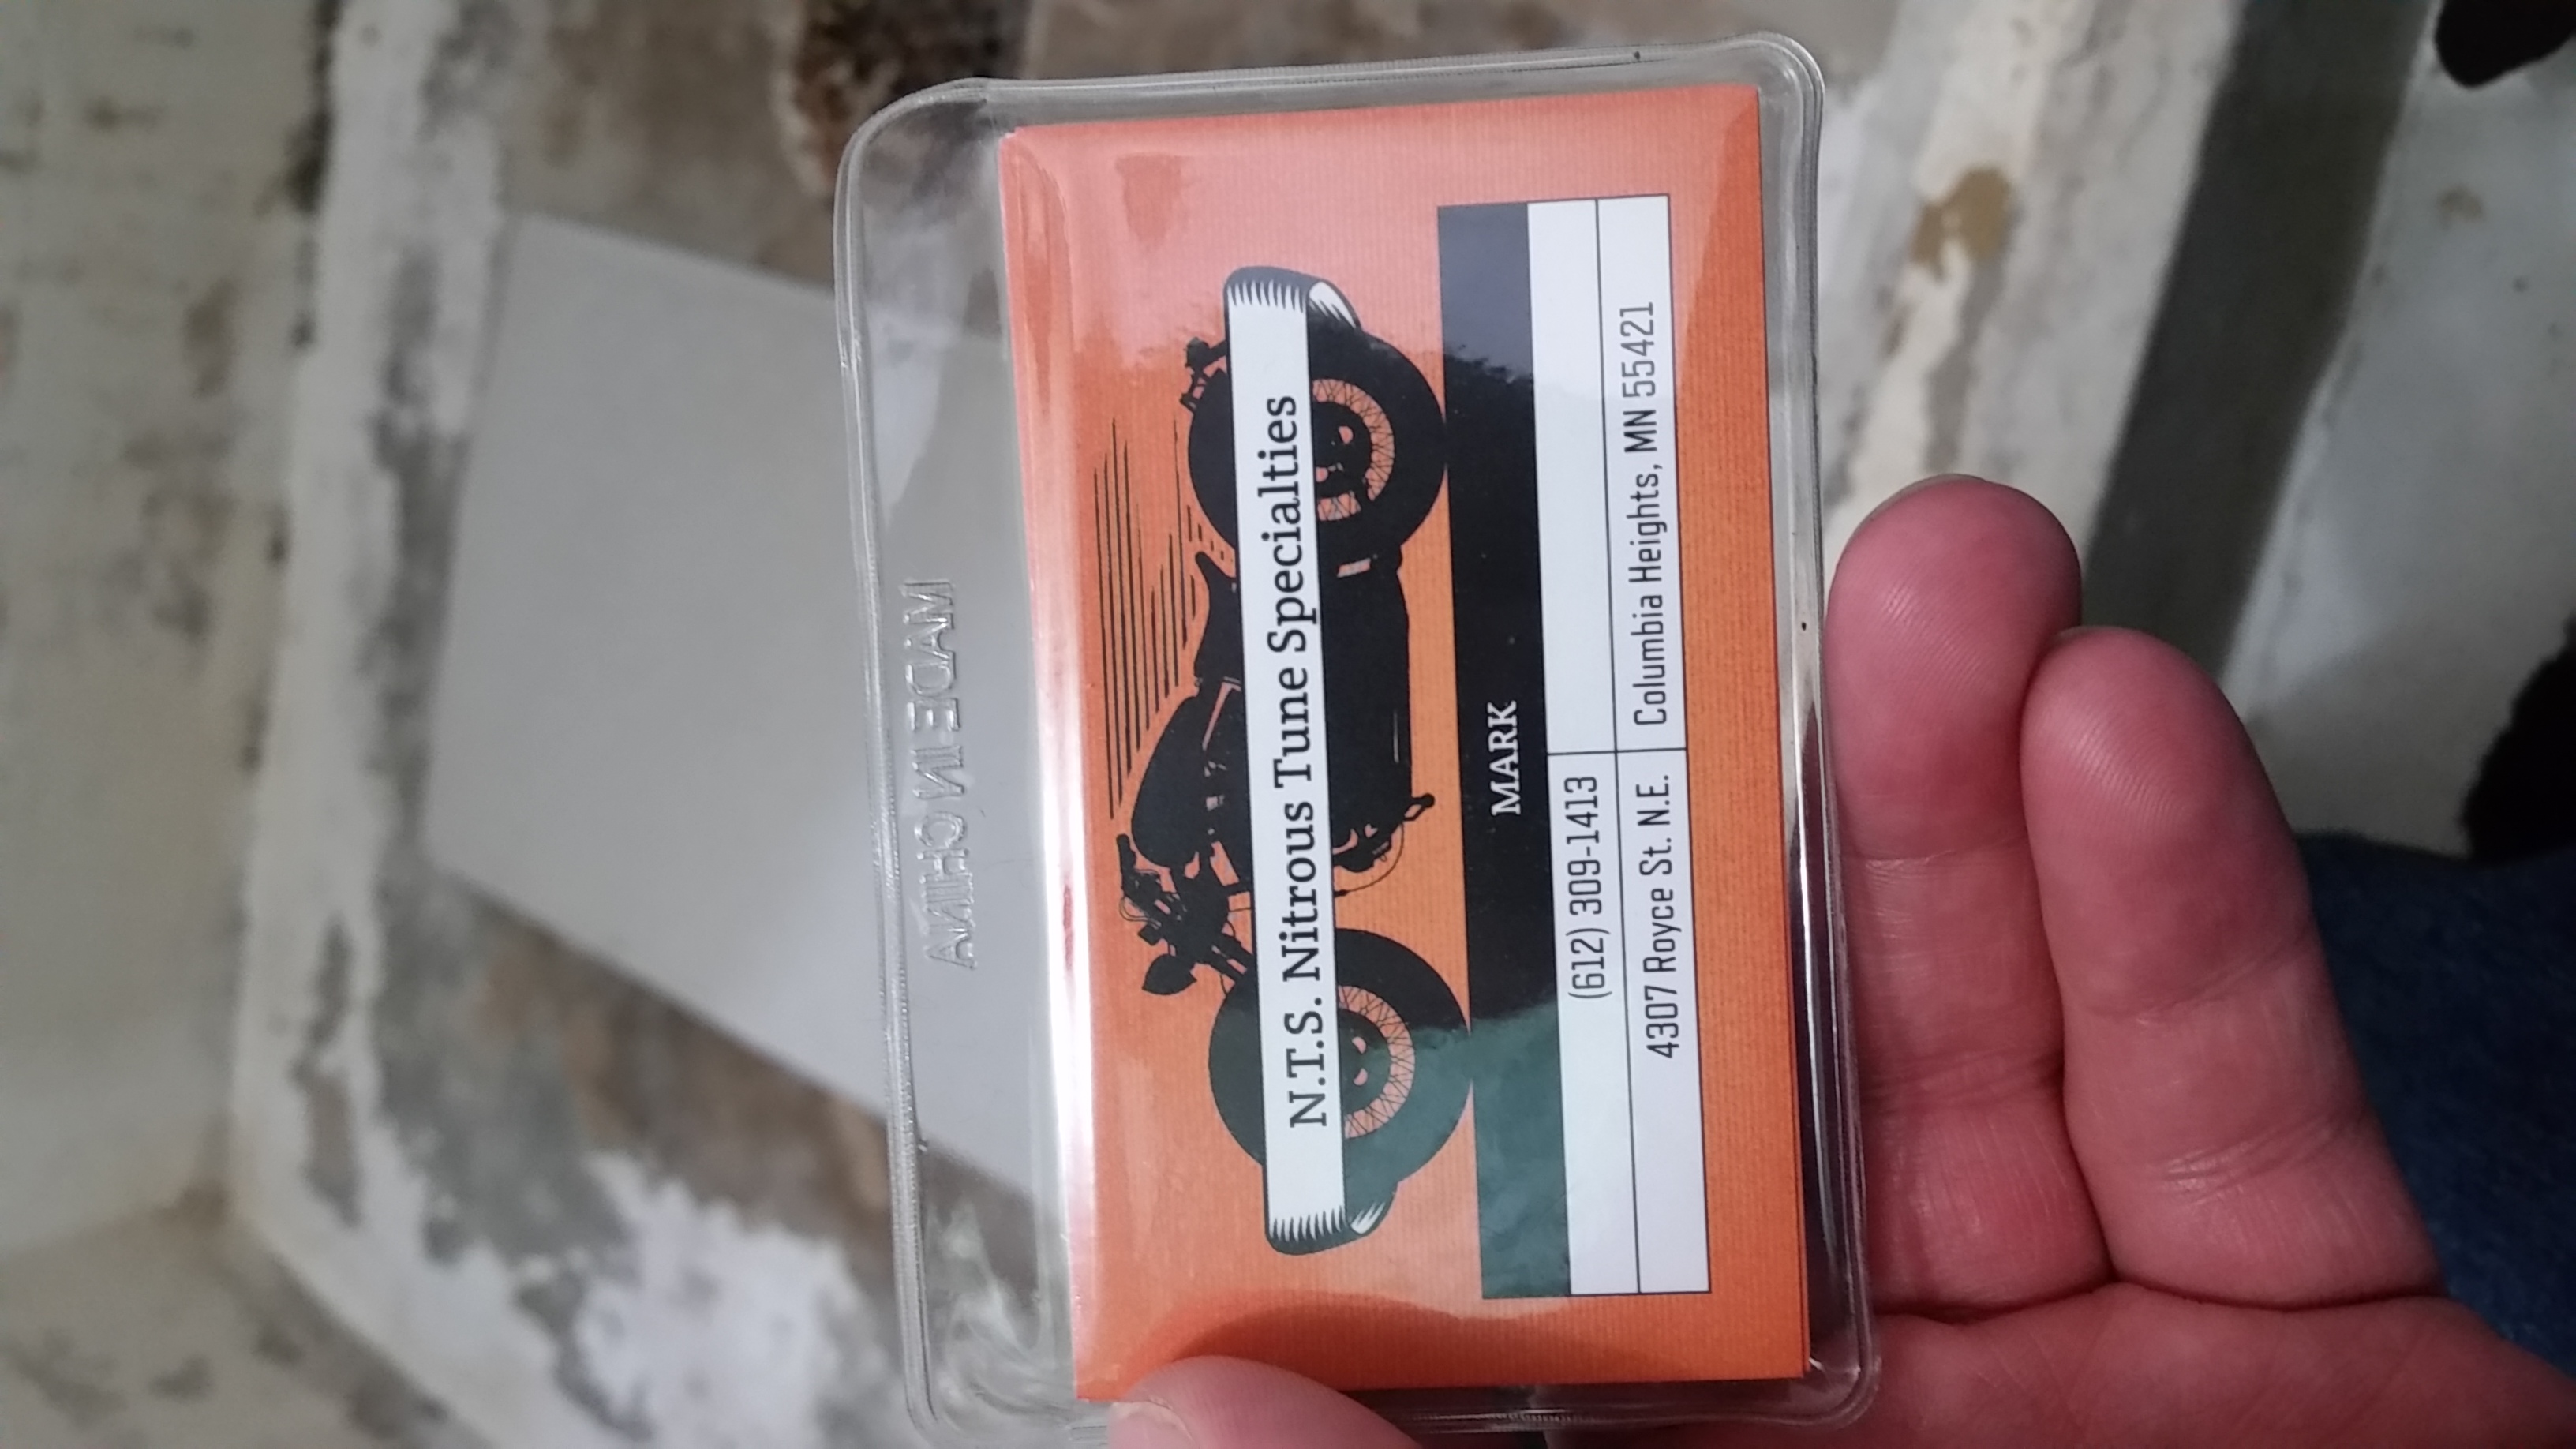 MADE IN CHINA
N.T.S. Nitrous Tune Specialties
MARK
(612) 309-1413
4307 Royce St. N.E. Columbia Heights, MN 55421